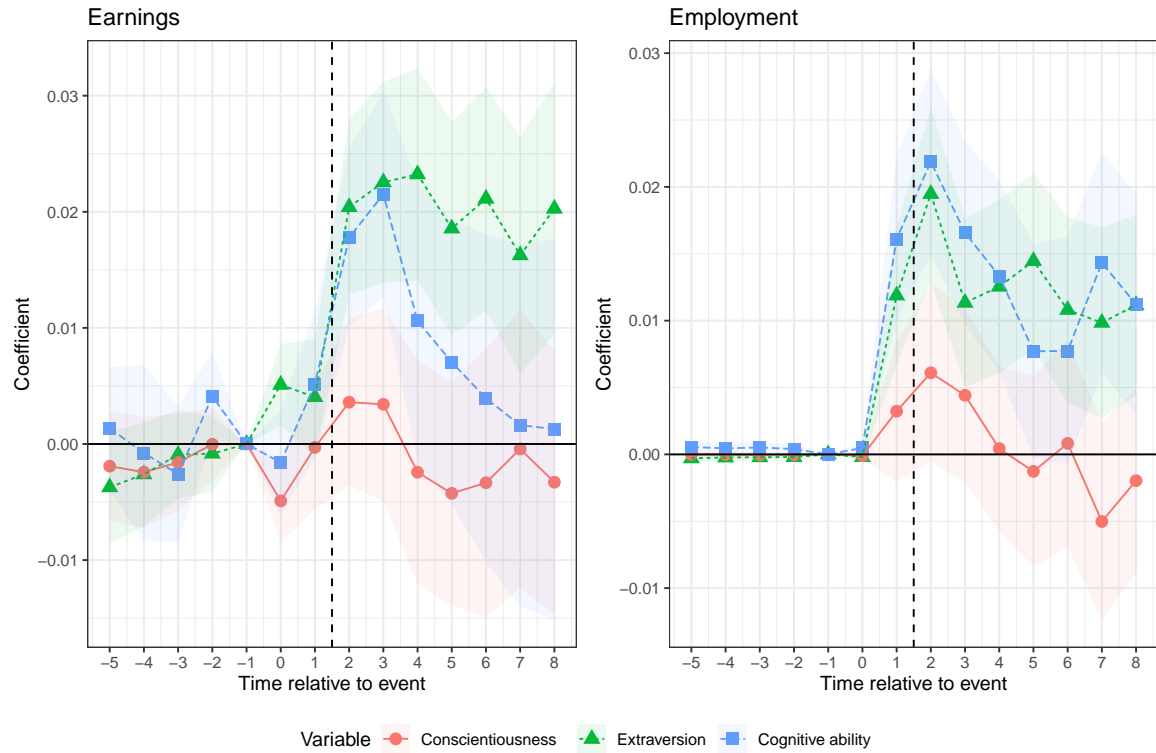 Earnings
Employment
Coefficient
0.03
0.02
0.01
0.00
−0.01
−5 −4 −3 −2 −1 0 1 2 3 4 5 6 7 8
Time relative to event
Coefficient
0.03
0.02
0.01
0.00
−0.01
−5 −4 −3 −2 −1 0 1 2 3 4 5 6 7 8
Time relative to event
Variable Conscientiousness Extraversion Cognitive ability